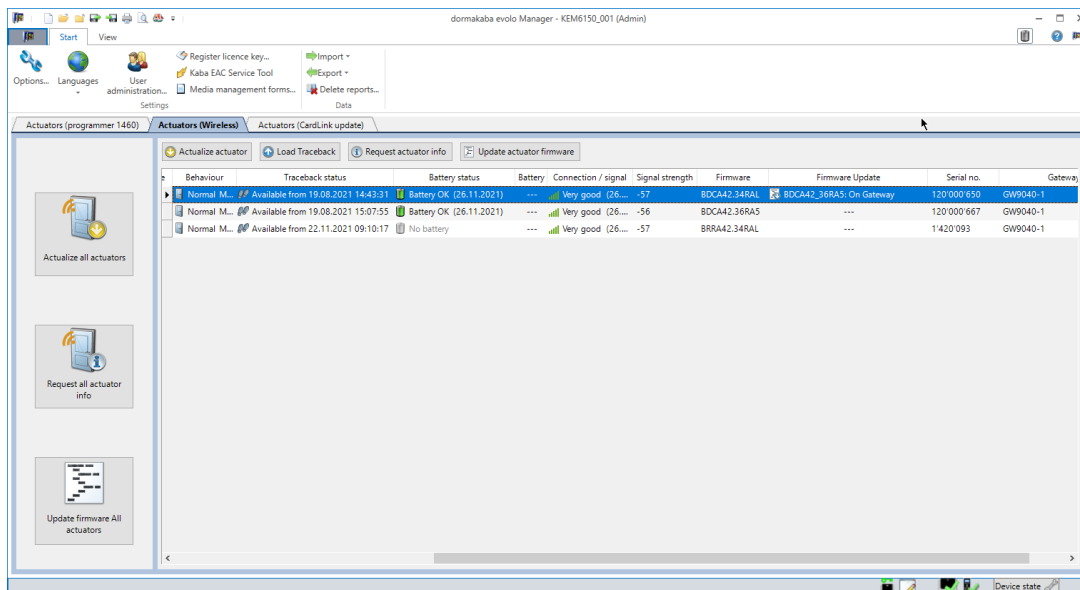 dormakaba evolo Manager - KEM6150_001 (Admin)
Start View
Options... Languages User administration...
Register licence key...
Kaba EAC Service Tool
Media management forms...
Settings
Import
Export
Delete reports...
Data
Actuators (programmer 1460) Actuators (Wireless) Actuators (CardLink update)
Actualize actuator Load Traceback Request actuator info Update actuator firmware
Behaviour Traceback status Battery status Battery Connection / signal Signal strength Firmware Firmware Update Serial no. Gateway
Normal M... Available from 19.08.2021 14:43:31 Battery OK (26.11.2021) --- Very good (26.... -57 BDCA42.34RAL BDCA42_36RA5: On Gateway 120'000'650 GW9040-1
Normal M... Available from 19.08.2021 15:07:55 Battery OK (26.11.2021) --- Very good (26.... -56 BDCA42.36RA5 --- 120'000'667 GW9040-1
Normal M... Available from 22.11.2021 09:10:17 No battery --- Very good (26.... -57 BRRA42.34RAL --- 1'420'093 GW9040-1
Actualize all actuators
Request all actuator
info
Update firmware All
actuators
Device state